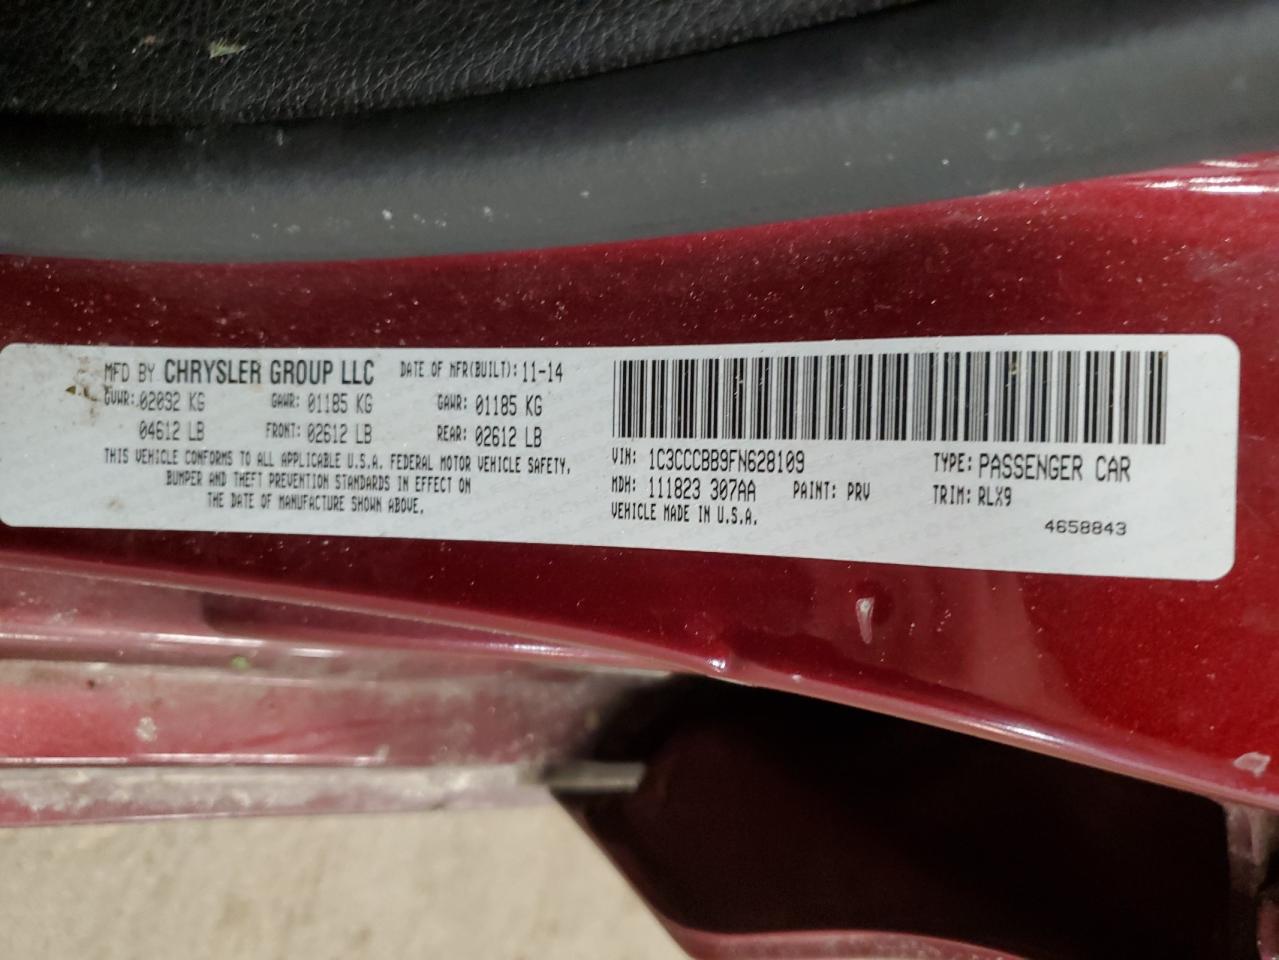 MFD BY CHRYSLER GROUP LLC DATE OF MFR(BUILT): 11-14
GVWR: 02092 KG GAWR: 01185 KG GAWR: 01185 KG
04612 LB FRONT: 02612 LB REAR: 02612 LB
THIS VEHICLE CONFORMS TO ALL APPLICABLE U.S.A. FEDERAL MOTOR VEHICLE SAFETY,
BUMPER AND THEFT PREVENTION STANDARDS IN EFFECT ON
THE DATE OF MANUFACTURE SHOWN ABOVE.
VIN: 1C3CCCBB9FN628109 TYPE: PASSENGER CAR
MDH: 111823 307AA PAINT: PRV TRIM: RLX9
VEHICLE MADE IN U.S.A.
4658843